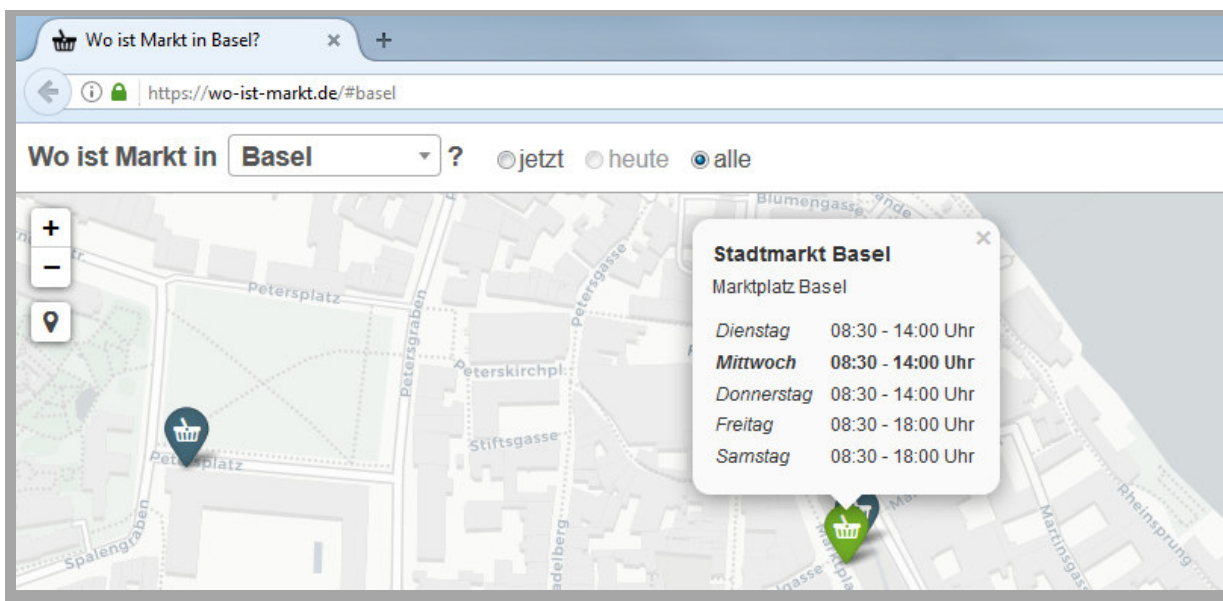 Wo ist Markt in Basel?
https://wo-ist-markt.de/#basel
Wo ist Markt in Basel ? jetzt heute alle
Blumengasse
+
−
Petersplatz
Petersgasse
Petersgraben
Peterskirchpl.
Stiftsgasse
Petersplatz
Spalengraben
Stadtmarkt Basel
Marktplatz Basel
Dienstag 08:30 - 14:00 Uhr
Mittwoch 08:30 - 14:00 Uhr
Donnerstag 08:30 - 14:00 Uhr
Freitag 08:30 - 18:00 Uhr
Samstag 08:30 - 18:00 Uhr
Rheinsprung
Martinsgass
adelberg
Marktpla